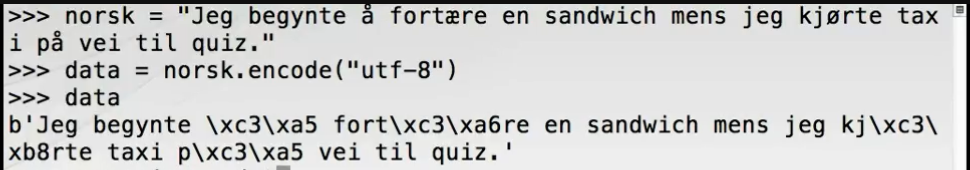 >>> norsk = "Jeg begynte å fortære en sandwich mens jeg kjørte tax
i på vei til quiz."
>>> data = norsk.encode("utf-8")
>>> data
b'Jeg begynte \xc3\xa5 fort\xc3\xa6re en sandwich mens jeg kj\xc3\
xb8rte taxi p\xc3\xa5 vei til quiz.'